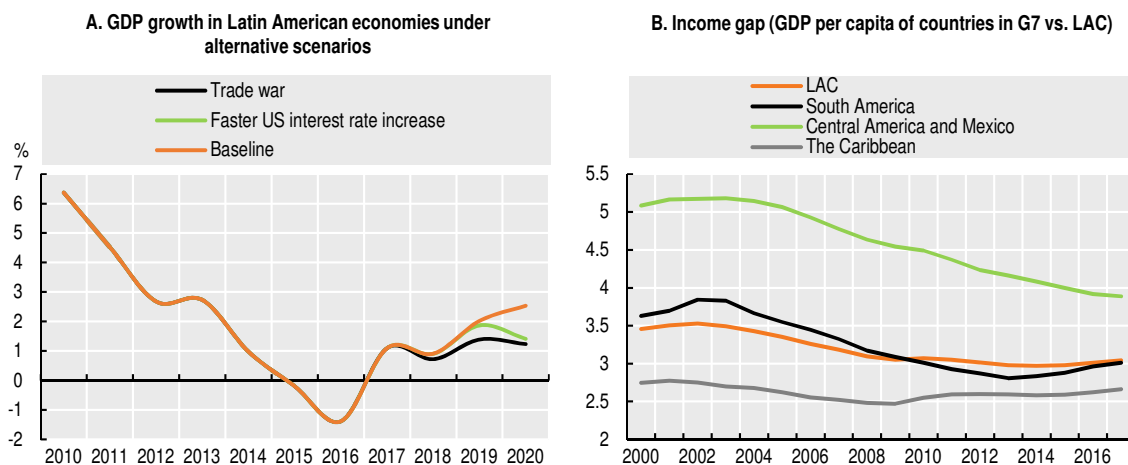 A. GDP growth in Latin American economies under
alternative scenarios
Trade war
Faster US interest rate increase
Baseline
%
7
6
5
4
3
2
1
0
-1
-2
2010 2011 2012 2013 2014 2015 2016 2017 2018 2019 2020
B. Income gap (GDP per capita of countries in G7 vs. LAC)
LAC
South America
Central America and Mexico
The Caribbean
5.5
5
4.5
4
3.5
3
2.5
2
2000 2002 2004 2006 2008 2010 2012 2014 2016